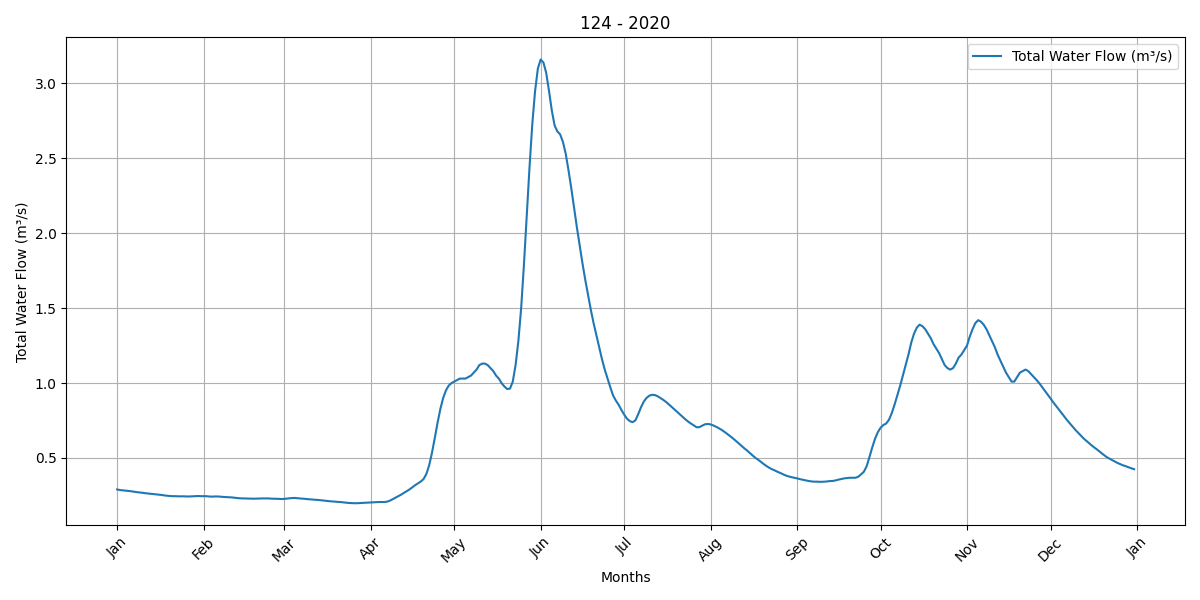 124 - 2020
Total Water Flow (m³/s)
Total Water Flow (m³/s)
3.0
2.5
2.0
1.5
1.0
0.5
Jan Feb Mar Apr May Jun Jul Aug Sep Oct Nov Dec Jan
Months